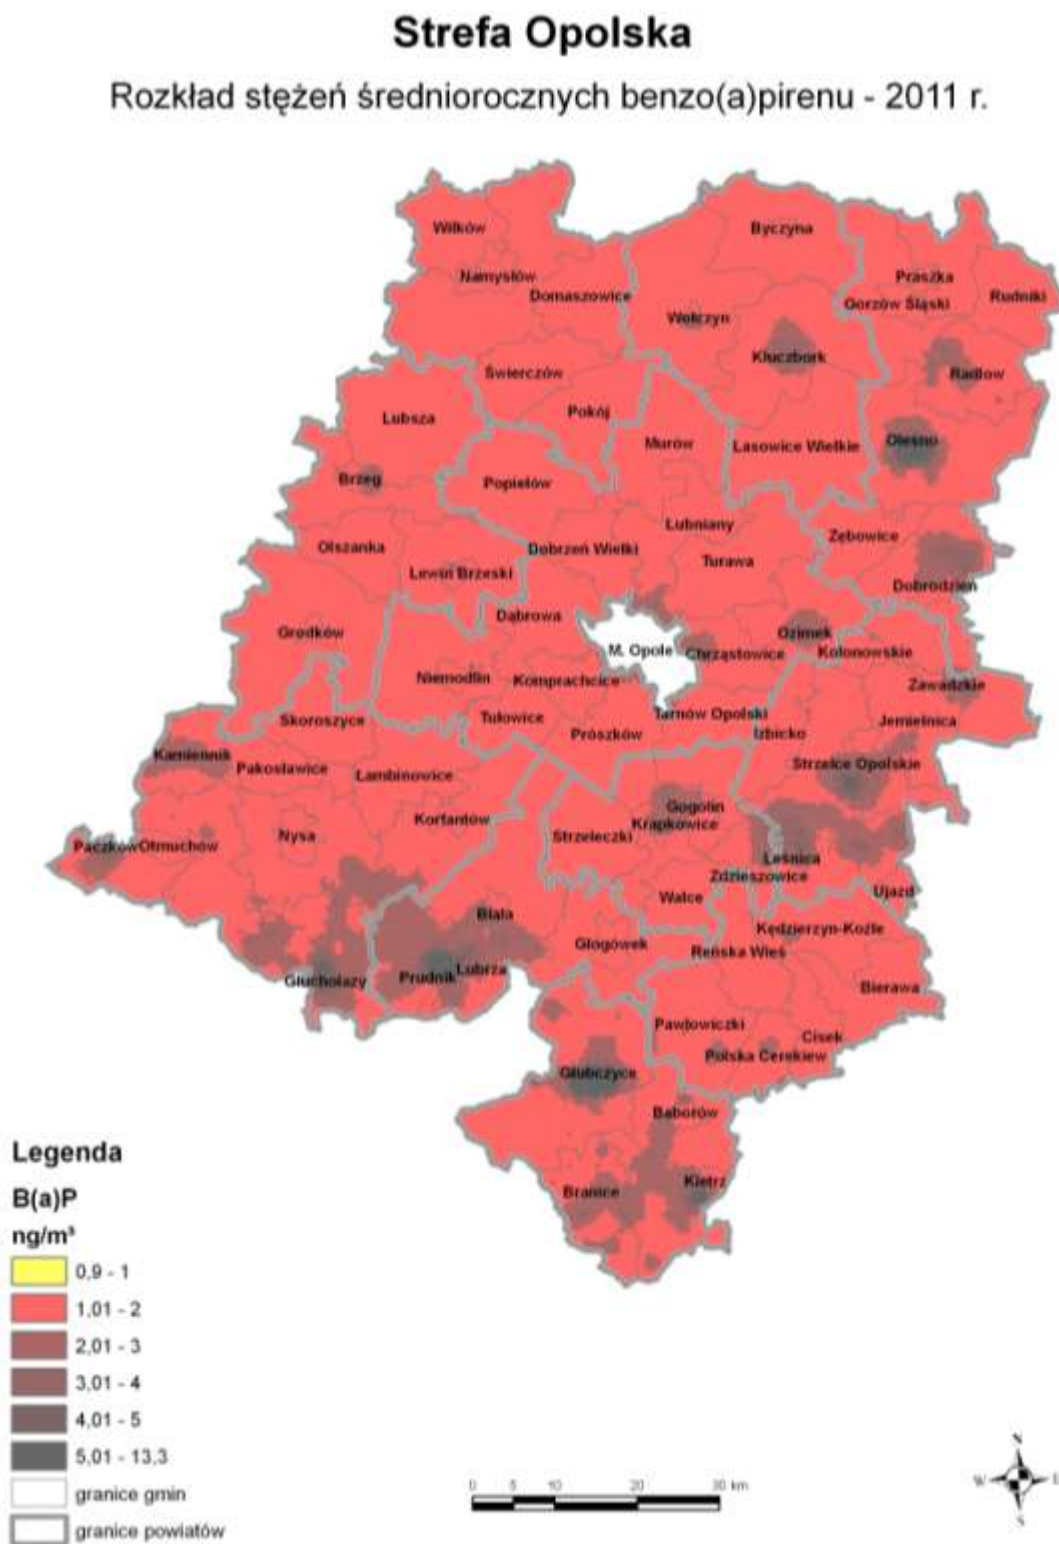 Strefa Opolska
Rozkład stężeń średniorocznych benzo(a)pirenu - 2011 r.
Wilków
Byczyna
Namysłów
Praszka
Domaszowice
Rudniki
Gorzów Śląski
Wołczyn
Kluczbork
Świerczów
Radłow
Pokój
Lubsza
Olesno
Murów
Lasowice Wielkie
Brzeg
Popielów
Łubniany
Zębowice
Olszanka
Dobrzeń Wielki
Turawa
Lewin Brzeski
Dobrodzień
Dąbrowa
Grodków
Ozimek
M. Opole
Chrząstowice
Kolonowskie
Niemodlin
Komprachcice
Zawadzkie
Skoroszyce
Tułowice
Tarnów Opolski
Jemielnica
Prószków
Izbicko
Kamiennik
Pakosławice
Łambinowice
Strzelce Opolskie
Gogolin
Korfantów
Krapkowice
Nysa
Strzeleczki
Paczków
Otmuchów
Leśnica
Zdzieszowice
Walce
Ujazd
Biała
Kędzierzyn-Koźle
Głogówek
Reńska Wieś
Głuchołazy
Prudnik
Lubrza
Bierawa
Pawłowiczki
Cisek
Polska Cerekiew
Głubczyce
Baborów
Branice
Kietrz
Legenda
B(a)P
ng/m³
0,9 - 1
1,01 - 2
2,01 - 3
3,01 - 4
4,01 - 5
5,01 - 13,3
granice gmin
granice powiatów
0 5 10 20 30 km
N
W E
S